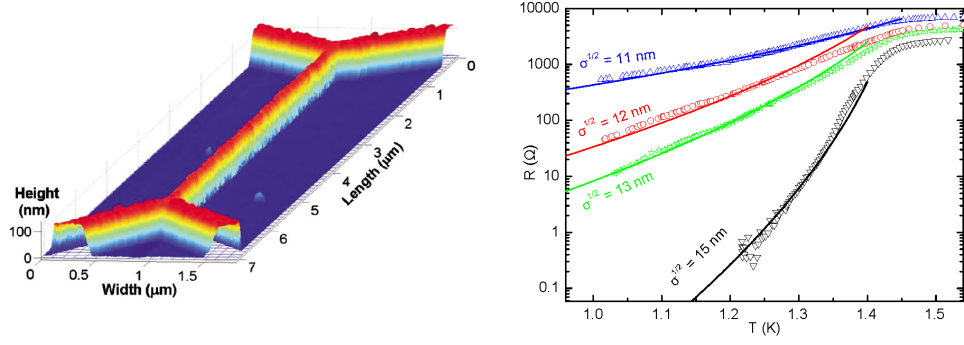 Height
(nm)
100
0
0
0.5
1
1.5
Width (μm)
0
1
2
3
4
5
6
7
Length (μm)
10000
1000
100
10
1
0.1
R (Ω)
σ1/2 = 11 nm
σ1/2 = 12 nm
σ1/2 = 13 nm
σ1/2 = 15 nm
1.0 1.1 1.2 1.3 1.4 1.5
T (K)